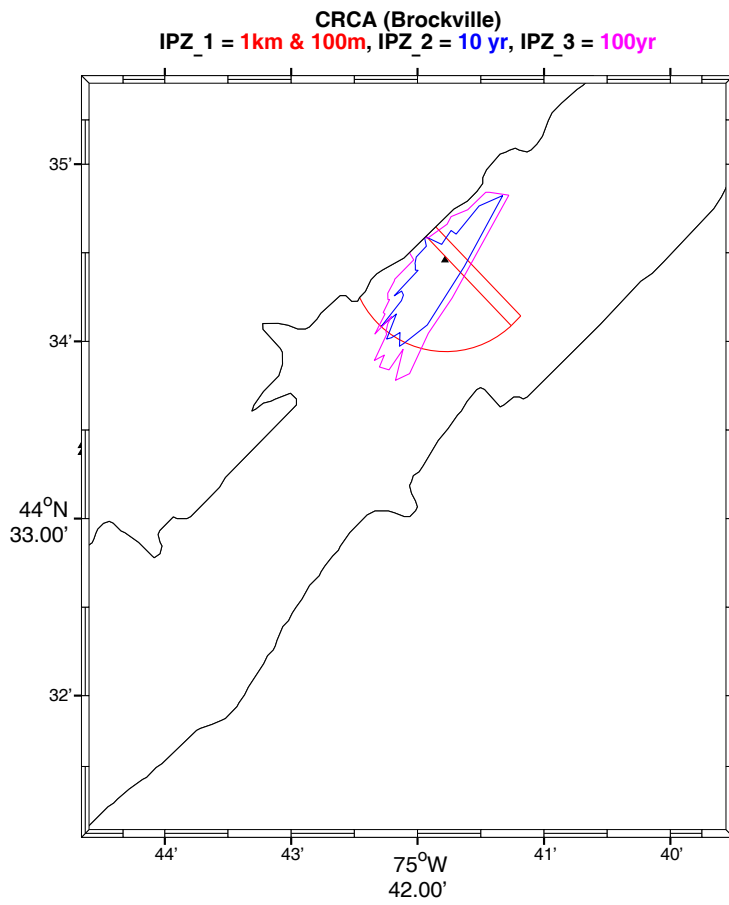 CRCA (Brockville)
IPZ_1 = 1km & 100m, IPZ_2 = 10 yr, IPZ_3 = 100yr
35'
34'
44°N
33.00'
32'
44'
43'
75°W
42.00'
41'
40'